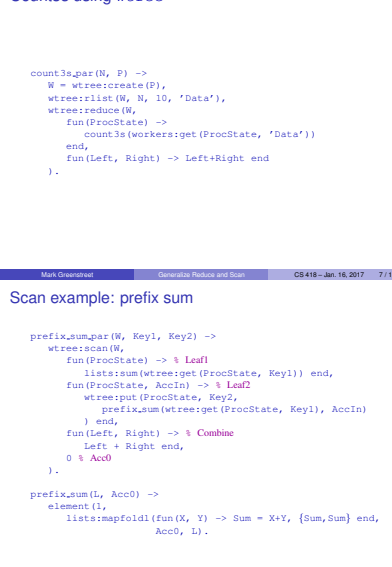 count3s_par(N, P) ->
W = wtree:create(P),
wtree:rlist(W, N, 10, 'Data'),
wtree:reduce(W,
fun(ProcState) ->
count3s(workers:get(ProcState, 'Data'))
end,
fun(Left, Right) -> Left+Right end
).
Mark Greenstreet Generalize Reduce and Scan CS 418 – Jan. 16, 2017 7 / 1
Scan example: prefix sum
prefix_sum_par(W, Key1, Key2) ->
wtree:scan(W,
fun(ProcState) -> % Leaf1
lists:sum(wtree:get(ProcState, Key1)) end,
fun(ProcState, AccIn) -> % Leaf2
wtree:put(ProcState, Key2,
prefix_sum(wtree:get(ProcState, Key1), AccIn)
) end,
fun(Left, Right) -> % Combine
Left + Right end,
0 % Acc0
).
prefix_sum(L, Acc0) ->
element(1,
lists:mapfoldl(fun(X, Y) -> Sum = X+Y, {Sum,Sum} end,
Acc0, L).